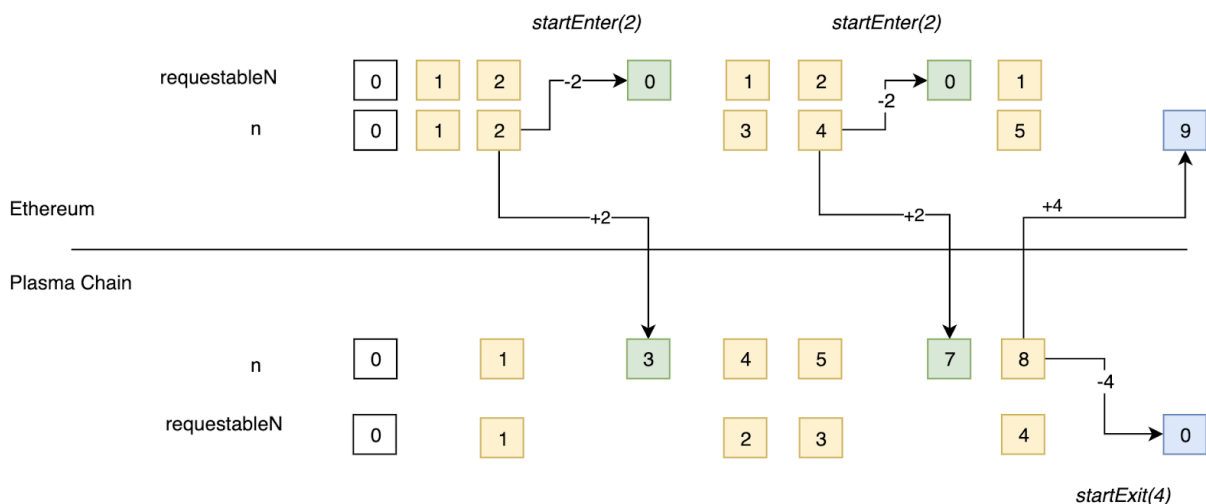 startEnter(2) startEnter(2)
requestableN 0 1 2 -2 0 1 2 0 1
-2
n 0 1 2 3 4 5 9
Ethereum +2 +2 +4
Plasma Chain
n 0 1 3 4 5 7 8
-4
requestableN 0 1 2 3 4 0
startExit(4)